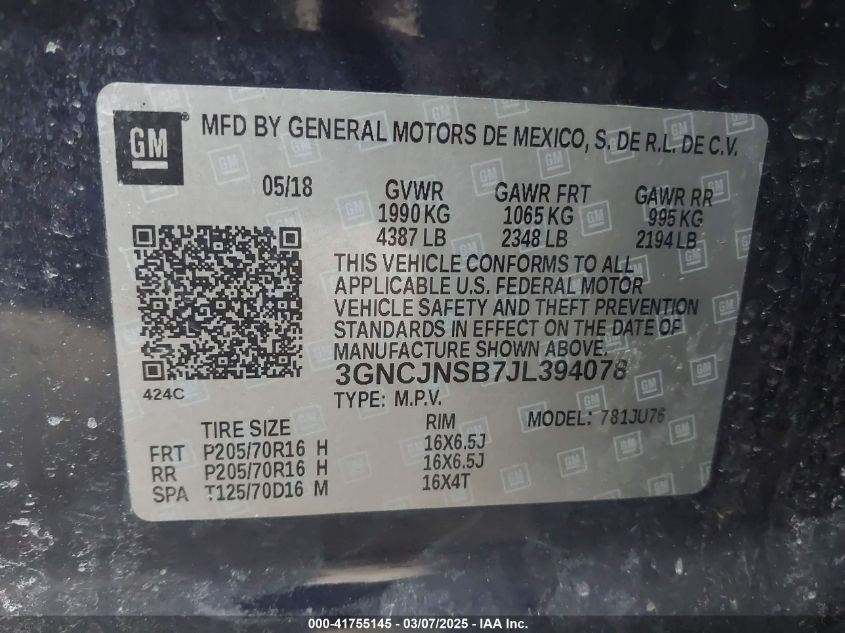 GM ® MFD BY GENERAL MOTORS DE MEXICO, S. DE R.L. DE C.V.
05/18 GVWR GAWR FRT GAWR RR
1990 KG 1065 KG 995 KG
4387 LB 2348 LB 2194 LB
THIS VEHICLE CONFORMS TO ALL
APPLICABLE U.S. FEDERAL MOTOR
VEHICLE SAFETY AND THEFT PREVENTION
STANDARDS IN EFFECT ON THE DATE OF
MANUFACTURE SHOWN ABOVE.
424C 3GNCJNSB7JL394078
TYPE: M.P.V. MODEL: 781JU76
TIRE SIZE RIM
FRT P205/70R16 H 16X6.5J
RR P205/70R16 H 16X6.5J
SPA T125/70D16 M 16X4T
000-41755145 - 03/07/2025 - IAA Inc.